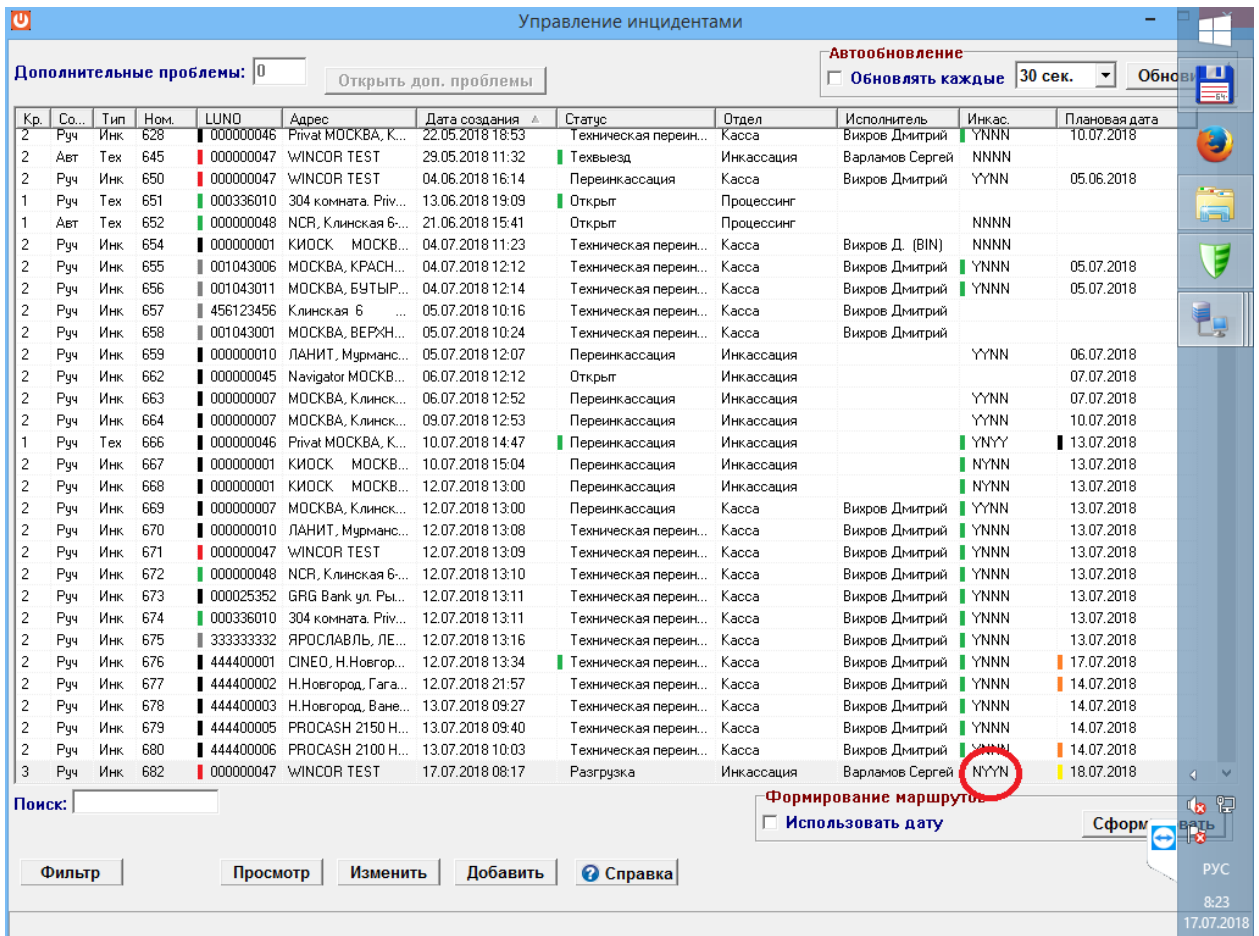 Управление инцидентами
Дополнительные проблемы: 0 Открыть доп. проблемы
Автообновление
Обновлять каждые 30 сек.
Кр. Со... Тип Ном. LUNO Адрес Дата создания Статус Отдел Исполнитель Инкас. Плановая дата
2 Руч Инк 628 000000046 Privat МОСКВА, К... 22.05.2018 18:53 Техническая переин... Касса Вихров Дмитрий YNNN 10.07.2018
2 Авт Тех 645 000000047 WINCOR TEST 29.05.2018 11:32 Техвыезд Инкассация Варламов Сергей NNNN
2 Руч Инк 650 000000047 WINCOR TEST 04.06.2018 16:14 Переинкассация Касса Вихров Дмитрий YYNN 05.06.2018
1 Руч Тех 651 000336010 304 комната. Priv... 13.06.2018 19:09 Открыт Процессинг
1 Авт Тех 652 000000048 NCR, Клинская 6-... 21.06.2018 15:41 Открыт Процессинг NNNN
2 Руч Инк 654 000000001 КИОСК МОСКВ... 04.07.2018 11:23 Техническая переин... Касса Вихров Д. (BIN) NNNN
2 Руч Инк 655 001043006 МОСКВА, КРАСН... 04.07.2018 12:12 Техническая переин... Касса Вихров Дмитрий YNNN 05.07.2018
2 Руч Инк 656 001043011 МОСКВА, БУТЫР... 04.07.2018 12:14 Техническая переин... Касса Вихров Дмитрий YNNN 05.07.2018
2 Руч Инк 657 456123456 Клинская 6 ... 05.07.2018 10:16 Техническая переин... Касса Вихров Дмитрий
2 Руч Инк 658 001043001 МОСКВА, ВЕРХН... 05.07.2018 10:24 Техническая переин... Касса Вихров Дмитрий
2 Руч Инк 659 000000010 ЛАНИТ, Мурманс... 05.07.2018 12:07 Переинкассация Инкассация YYNN 06.07.2018
2 Руч Инк 662 000000045 Navigator МОСКВ... 06.07.2018 12:12 Открыт Инкассация 07.07.2018
2 Руч Инк 663 000000007 МОСКВА, Клинск... 06.07.2018 12:52 Переинкассация Инкассация YYNN 07.07.2018
2 Руч Инк 664 000000007 МОСКВА, Клинск... 09.07.2018 12:53 Переинкассация Инкассация YYNN 10.07.2018
1 Руч Тех 666 000000046 Privat МОСКВА, К... 10.07.2018 14:47 Переинкассация Инкассация YNYY 13.07.2018
2 Руч Инк 667 000000001 КИОСК МОСКВ... 10.07.2018 15:04 Переинкассация Инкассация NYNN 13.07.2018
2 Руч Инк 668 000000001 КИОСК МОСКВ... 12.07.2018 13:00 Переинкассация Инкассация NYNN 13.07.2018
2 Руч Инк 669 000000007 МОСКВА, Клинск... 12.07.2018 13:00 Переинкассация Касса Вихров Дмитрий YYNN 13.07.2018
2 Руч Инк 670 000000010 ЛАНИТ, Мурманс... 12.07.2018 13:08 Техническая переин... Касса Вихров Дмитрий YNNN 13.07.2018
2 Руч Инк 671 000000047 WINCOR TEST 12.07.2018 13:09 Техническая переин... Касса Вихров Дмитрий YNNN 13.07.2018
2 Руч Инк 672 000000048 NCR, Клинская 6-... 12.07.2018 13:10 Техническая переин... Касса Вихров Дмитрий YNNN 13.07.2018
2 Руч Инк 673 000025352 GRG Bank ул. Ры... 12.07.2018 13:11 Техническая переин... Касса Вихров Дмитрий YNNN 13.07.2018
2 Руч Инк 674 000336010 304 комната. Priv... 12.07.2018 13:11 Техническая переин... Касса Вихров Дмитрий YNNN 13.07.2018
2 Руч Инк 675 333333332 ЯРОСЛАВЛЬ, ЛЕ... 12.07.2018 13:16 Техническая переин... Касса Вихров Дмитрий YNNN 13.07.2018
2 Руч Инк 676 444400001 CINEO, Н.Новгор... 12.07.2018 13:34 Техническая переин... Касса Вихров Дмитрий YNNN 17.07.2018
2 Руч Инк 677 444400002 Н.Новгород, Гага... 12.07.2018 21:57 Техническая переин... Касса Вихров Дмитрий YNNN 14.07.2018
2 Руч Инк 678 444400003 Н.Новгород, Ване... 13.07.2018 09:27 Техническая переин... Касса Вихров Дмитрий YNNN 14.07.2018
2 Руч Инк 679 444400005 PROCASH 2150 Н... 13.07.2018 09:40 Техническая переин... Касса Вихров Дмитрий YNNN 14.07.2018
2 Руч Инк 680 444400006 PROCASH 2100 Н... 13.07.2018 10:03 Техническая переин... Касса Вихров Дмитрий YNNN 14.07.2018
3 Руч Инк 682 000000047 WINCOR TEST 17.07.2018 08:17 Разгрузка Инкассация Варламов Сергей NYYN 18.07.2018
Поиск:
Формирование маршрутов
Использовать дату
Фильтр Просмотр Изменить Добавить Справка
64
РУС
8:23
17.07.2018